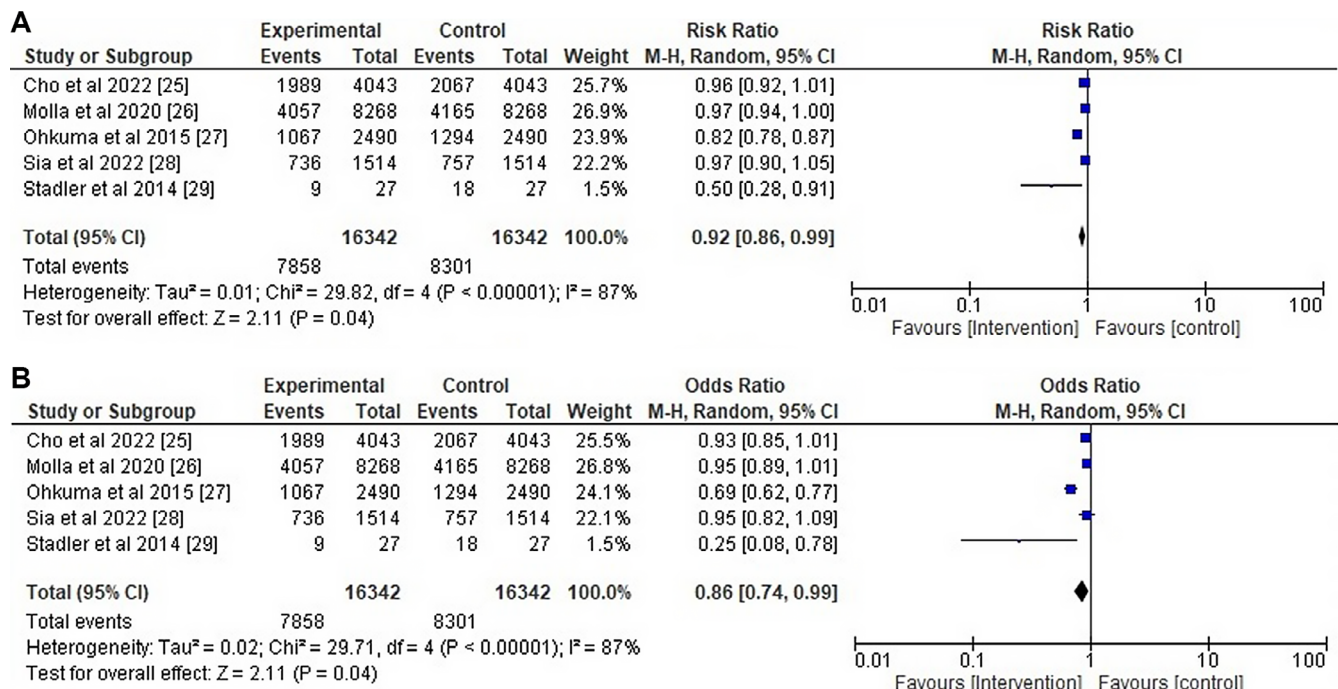 A
Experimental Control Risk Ratio Risk Ratio
Study or Subgroup Events Total Events Total Weight M-H, Random, 95% CI M-H, Random, 95% CI
Cho et al 2022 [25] 1989 4043 2067 4043 25.7% 0.96 [0.92, 1.01]
Molla et al 2020 [26] 4057 8268 4165 8268 26.9% 0.97 [0.94, 1.00]
Ohkuma et al 2015 [27] 1067 2490 1294 2490 23.9% 0.82 [0.78, 0.87]
Sia et al 2022 [28] 736 1514 757 1514 22.2% 0.97 [0.90, 1.05]
Stadler et al 2014 [29] 9 27 18 27 1.5% 0.50 [0.28, 0.91]
Total (95% CI) 16342 16342 100.0% 0.92 [0.86, 0.99]
Total events 7858 8301
Heterogeneity: Tau² = 0.01; Chi² = 29.82, df = 4 (P < 0.00001); I² = 87%
Test for overall effect: Z = 2.11 (P = 0.04)
0.01 0.1 1 10 100
Favours [Intervention] Favours [control]
B
Experimental Control Odds Ratio Odds Ratio
Study or Subgroup Events Total Events Total Weight M-H, Random, 95% CI M-H, Random, 95% CI
Cho et al 2022 [25] 1989 4043 2067 4043 25.5% 0.93 [0.85, 1.01]
Molla et al 2020 [26] 4057 8268 4165 8268 26.8% 0.95 [0.89, 1.01]
Ohkuma et al 2015 [27] 1067 2490 1294 2490 24.1% 0.69 [0.62, 0.77]
Sia et al 2022 [28] 736 1514 757 1514 22.1% 0.95 [0.82, 1.09]
Stadler et al 2014 [29] 9 27 18 27 1.5% 0.25 [0.08, 0.78]
Total (95% CI) 16342 16342 100.0% 0.86 [0.74, 0.99]
Total events 7858 8301
Heterogeneity: Tau² = 0.02; Chi² = 29.71, df = 4 (P < 0.00001); I² = 87%
Test for overall effect: Z = 2.11 (P = 0.04)
0.01 0.1 1 10 100
Favours [Intervention] Favours [control]